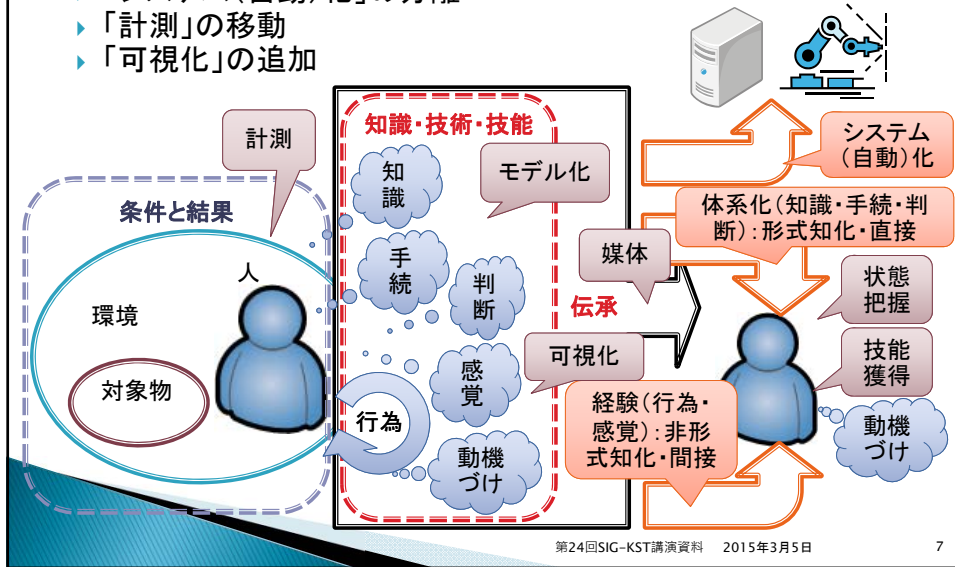 ▸「計測」の移動
▸「可視化」の追加
計測
知識・技術・技能
知
識
モデル化
システム
(自動)化
条件と結果
体系化(知識・手続・判
断):形式知化・直接
媒体
手
続
人
判
断
伝承
状態
把握
環境
可視化
感
覚
技能
獲得
対象物
行為
経験(行為・
感覚):非形
式知化・間接
動機
づけ
動機
づけ
第24回SIG-KST講演資料 2015年3月5日 7